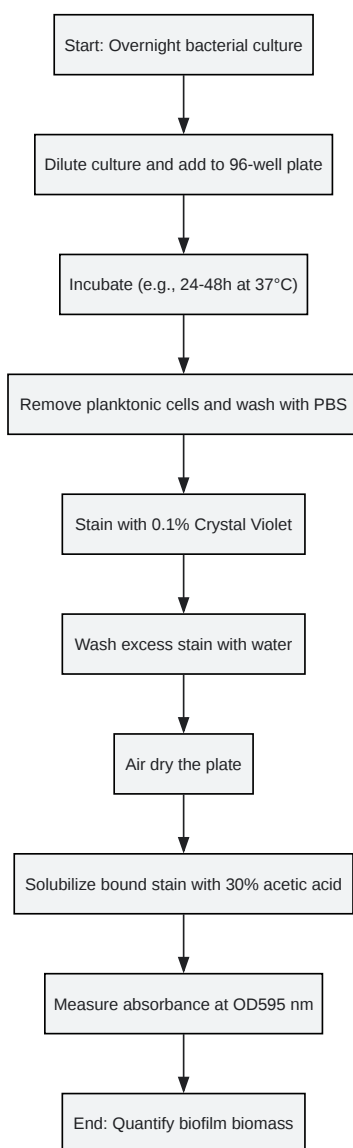 Start: Overnight bacterial culture
Dilute culture and add to 96-well plate
Incubate (e.g., 24-48h at 37°C)
Remove planktonic cells and wash with PBS
Stain with 0.1% Crystal Violet
Wash excess stain with water
Air dry the plate
Solubilize bound stain with 30% acetic acid
Measure absorbance at OD595 nm
End: Quantify biofilm biomass